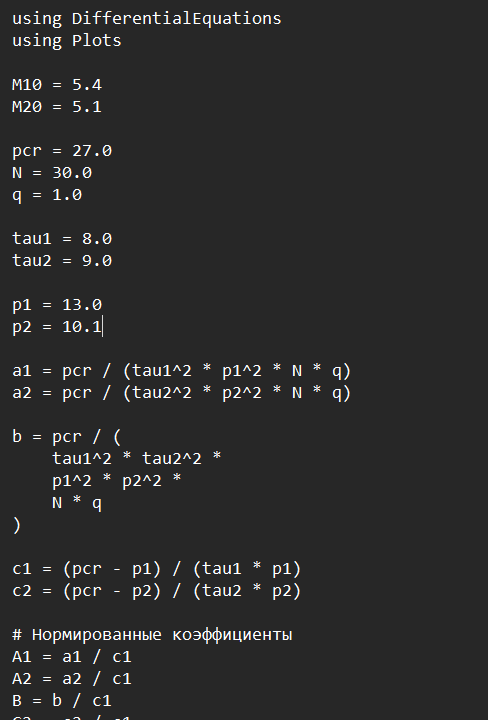 using DifferentialEquations
using Plots
M10 = 5.4
M20 = 5.1
pcr = 27.0
N = 30.0
q = 1.0
tau1 = 8.0
tau2 = 9.0
p1 = 13.0
p2 = 10.1
a1 = pcr / (tau1^2 * p1^2 * N * q)
a2 = pcr / (tau2^2 * p2^2 * N * q)
b = pcr / (
tau1^2 * tau2^2 *
p1^2 * p2^2 *
N * q
)
c1 = (pcr - p1) / (tau1 * p1)
c2 = (pcr - p2) / (tau2 * p2)
# Нормированные коэффициенты
A1 = a1 / c1
A2 = a2 / c1
B = b / c1
C2 = c2 / c1